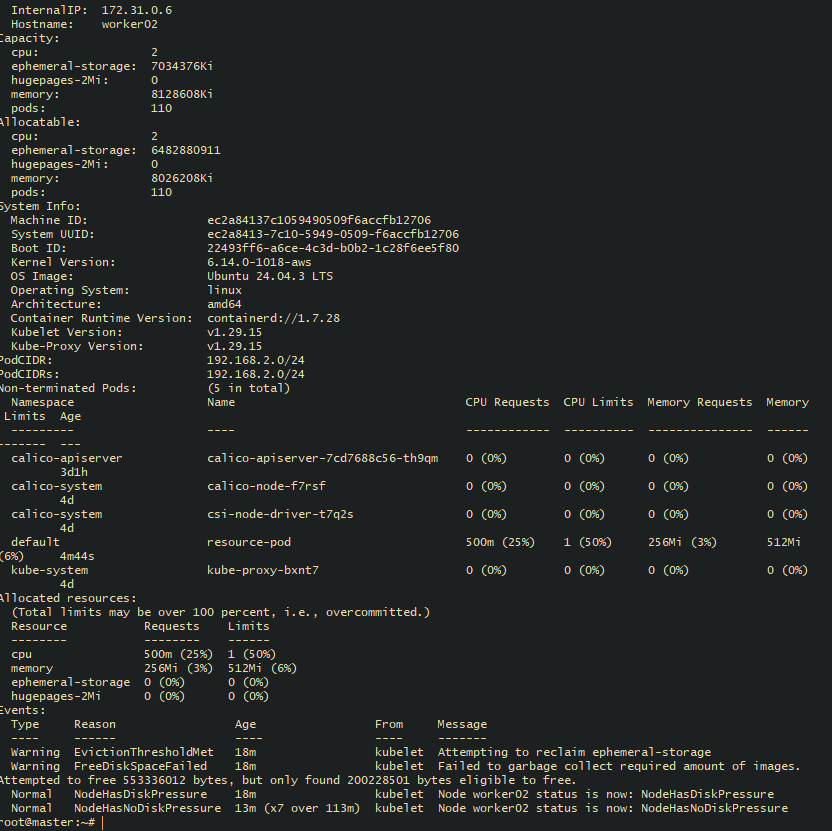 InternalIP:  172.31.0.6
  Hostname:    worker02
Capacity:
  cpu:                2
  ephemeral-storage:  7034376Ki
  hugepages-2Mi:      0
  memory:             8128608Ki
  pods:               110
Allocatable:
  cpu:                2
  ephemeral-storage:  6482880911
  hugepages-2Mi:      0
  memory:             8026208Ki
  pods:               110
System Info:
  Machine ID:                 ec2a84137c1059490509f6accfb12706
  System UUID:                ec2a8413-7c10-5949-0509-f6accfb12706
  Boot ID:                    22493ff6-a6ce-4c3d-b0b2-1c28f6ee5f80
  Kernel Version:             6.14.0-1018-aws
  OS Image:                   Ubuntu 24.04.3 LTS
  Operating System:           linux
  Architecture:               amd64
  Container Runtime Version:  containerd://1.7.28
  Kubelet Version:            v1.29.15
  Kube-Proxy Version:         v1.29.15
PodCIDR:                      192.168.2.0/24
PodCIDRs:                     192.168.2.0/24
Non-terminated Pods:          (5 in total)
  Namespace                   Name                                 CPU Requests  CPU Limits  Memory Requests  Memory
 Limits  Age
  ---------                   ----                                 ------------  ----------  ---------------  ------
-------  ---
  calico-apiserver            calico-apiserver-7cd7688c56-th9qm    0 (0%)        0 (0%)      0 (0%)           0 (0%)
         3d1h
  calico-system               calico-node-f7rsf                    0 (0%)        0 (0%)      0 (0%)           0 (0%)
         4d
  calico-system               csi-node-driver-t7q2s                0 (0%)        0 (0%)      0 (0%)           0 (0%)
         4d
  default                     resource-pod                         500m (25%)    1 (50%)     256Mi (3%)       512Mi
(6%)     4m44s
  kube-system                 kube-proxy-bxnt7                     0 (0%)        0 (0%)      0 (0%)           0 (0%)
         4d
Allocated resources:
  (Total limits may be over 100 percent, i.e., overcommitted.)
  Resource           Requests    Limits
  --------           --------    ------
  cpu                500m (25%)  1 (50%)
  memory             256Mi (3%)  512Mi (6%)
  ephemeral-storage  0 (0%)      0 (0%)
  hugepages-2Mi      0 (0%)      0 (0%)
Events:
  Type     Reason                 Age                 From     Message
  ----     ------                 ----                ----     -------
  Warning  EvictionThresholdMet   18m                 kubelet  Attempting to reclaim ephemeral-storage
  Warning  FreeDiskSpaceFailed    18m                 kubelet  Failed to garbage collect required amount of images.
Attempted to free 553336012 bytes, but only found 200228501 bytes eligible to free.
  Normal   NodeHasDiskPressure    18m                 kubelet  Node worker02 status is now: NodeHasDiskPressure
  Normal   NodeHasNoDiskPressure  13m (x7 over 113m)  kubelet  Node worker02 status is now: NodeHasNoDiskPressure
root@master:~#